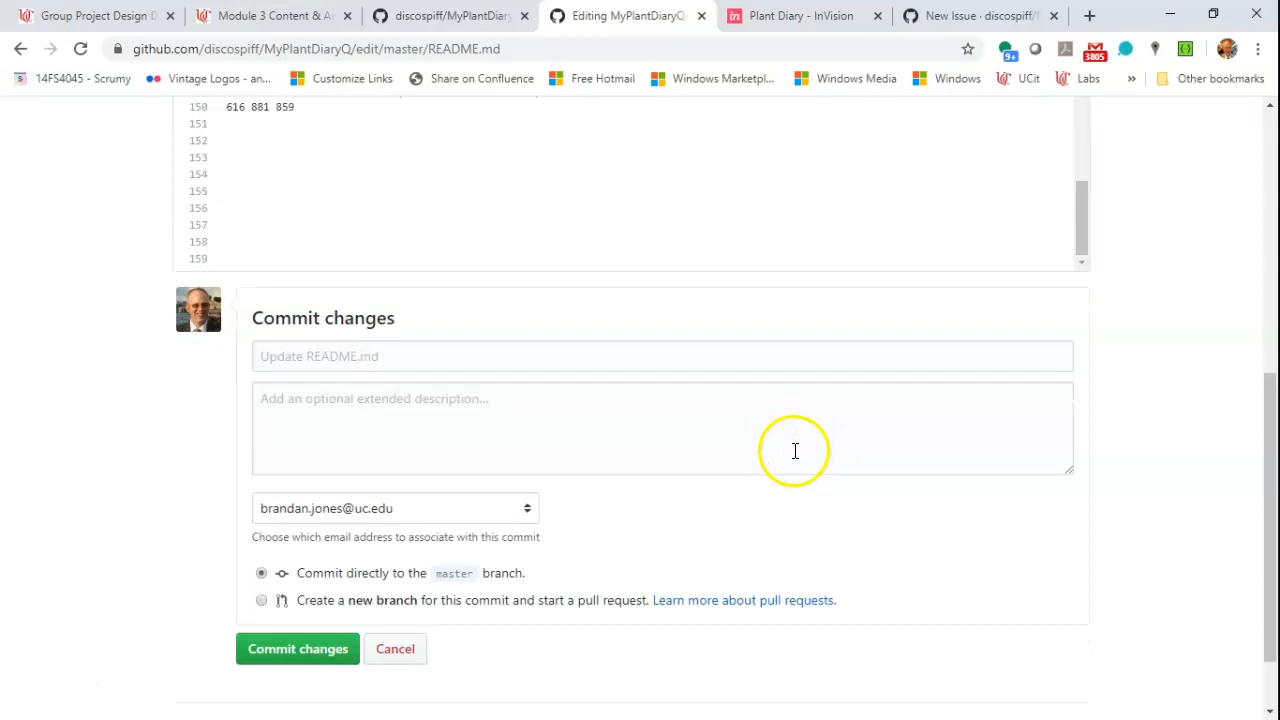 Group Project Design D
Module 3 Content & A
discospiff/MyPlantDiary
Editing MyPlantDiaryQ
in Plant Diary - InVision
New Issue · discospiff/
github.com/discospiff/MyPlantDiaryQ/edit/master/README.md
9+
3805
14FS4045 - Scrumy
Vintage Logos - an...
Customize Links
Share on Confluence
Free Hotmail
Windows Marketpl...
Windows Media
Windows
UCit
Labs
»
Other bookmarks
150 616 881 859
151
152
153
154
155
156
157
158
159
Commit changes
Update README.md
Add an optional extended description...
brandan.jones@uc.edu
Choose which email address to associate with this commit
Commit directly to the master branch.
Create a new branch for this commit and start a pull request. Learn more about pull requests.
Commit changes
Cancel